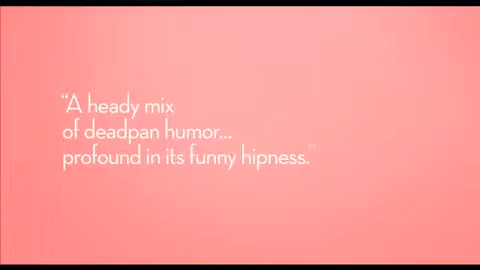 “A heady mix
of deadpan humor...
profound in its funny hipness.”